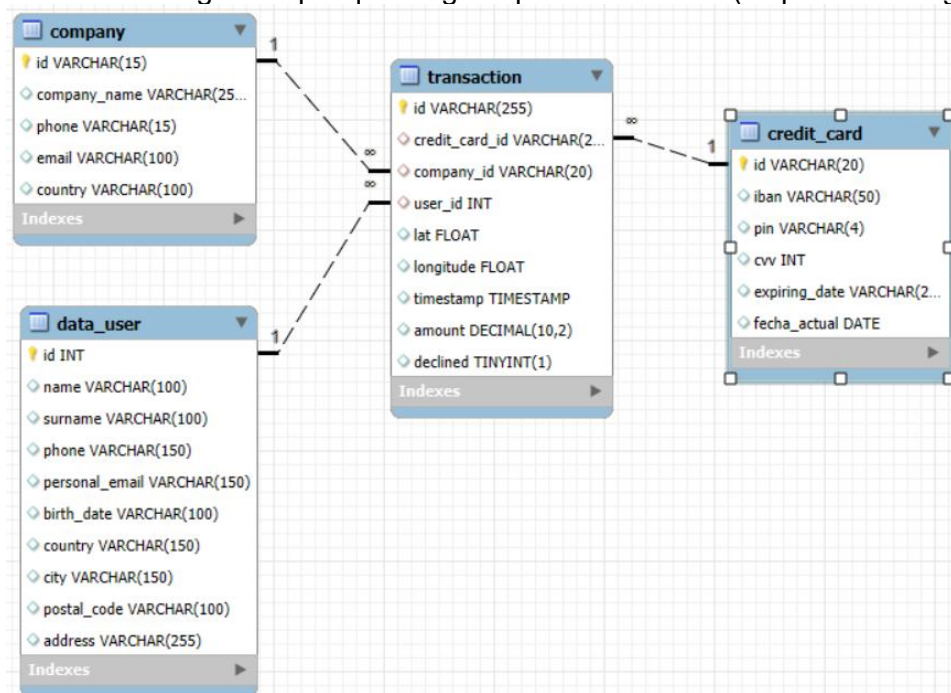 company
id VARCHAR(15)
company_name VARCHAR(25...
phone VARCHAR(15)
email VARCHAR(100)
country VARCHAR(100)
Indexes
1
∞
∞
transaction
id VARCHAR(255)
credit_card_id VARCHAR(2...
company_id VARCHAR(20)
user_id INT
lat FLOAT
longitude FLOAT
timestamp TIMESTAMP
amount DECIMAL(10,2)
declined TINYINT(1)
Indexes
∞
1
credit_card
id VARCHAR(20)
iban VARCHAR(50)
pin VARCHAR(4)
cvv INT
expiring_date VARCHAR(2...
fecha_actual DATE
Indexes
data_user
1
id INT
name VARCHAR(100)
surname VARCHAR(100)
phone VARCHAR(150)
personal_email VARCHAR(150)
birth_date VARCHAR(100)
country VARCHAR(150)
city VARCHAR(150)
postal_code VARCHAR(100)
address VARCHAR(255)
Indexes